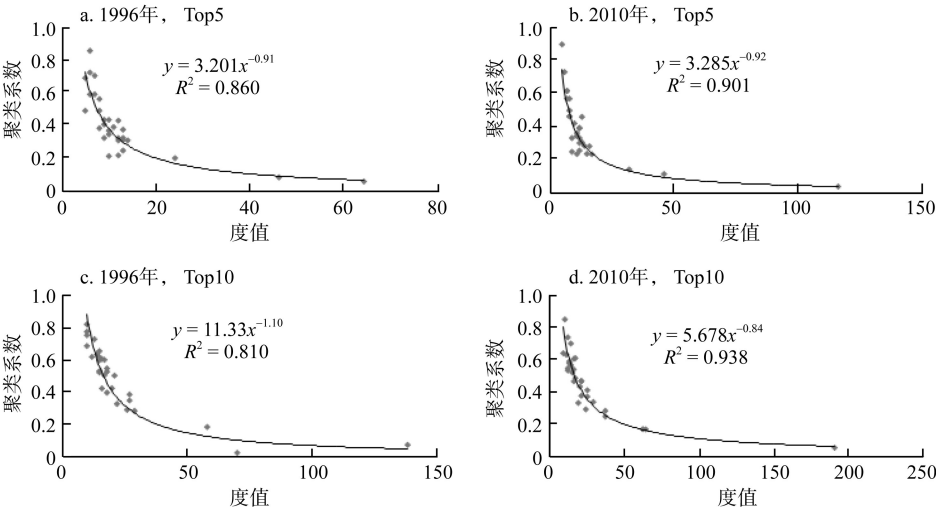 a. 1996年， Top5
y = 3.201x−0.91
R2 = 0.860
聚类系数
1.0
0.8
0.6
0.4
0.2
0
0 20 40 60 80
度值
b. 2010年， Top5
y = 3.285x−0.92
R2 = 0.901
聚类系数
1.0
0.8
0.6
0.4
0.2
0
0 50 100 150
度值
c. 1996年， Top10
y = 11.33x−1.10
R2 = 0.810
聚类系数
1.0
0.8
0.6
0.4
0.2
0
0 50 100 150
度值
d. 2010年， Top10
y = 5.678x−0.84
R2 = 0.938
聚类系数
1.0
0.8
0.6
0.4
0.2
0
0 50 100 150 200 250
度值